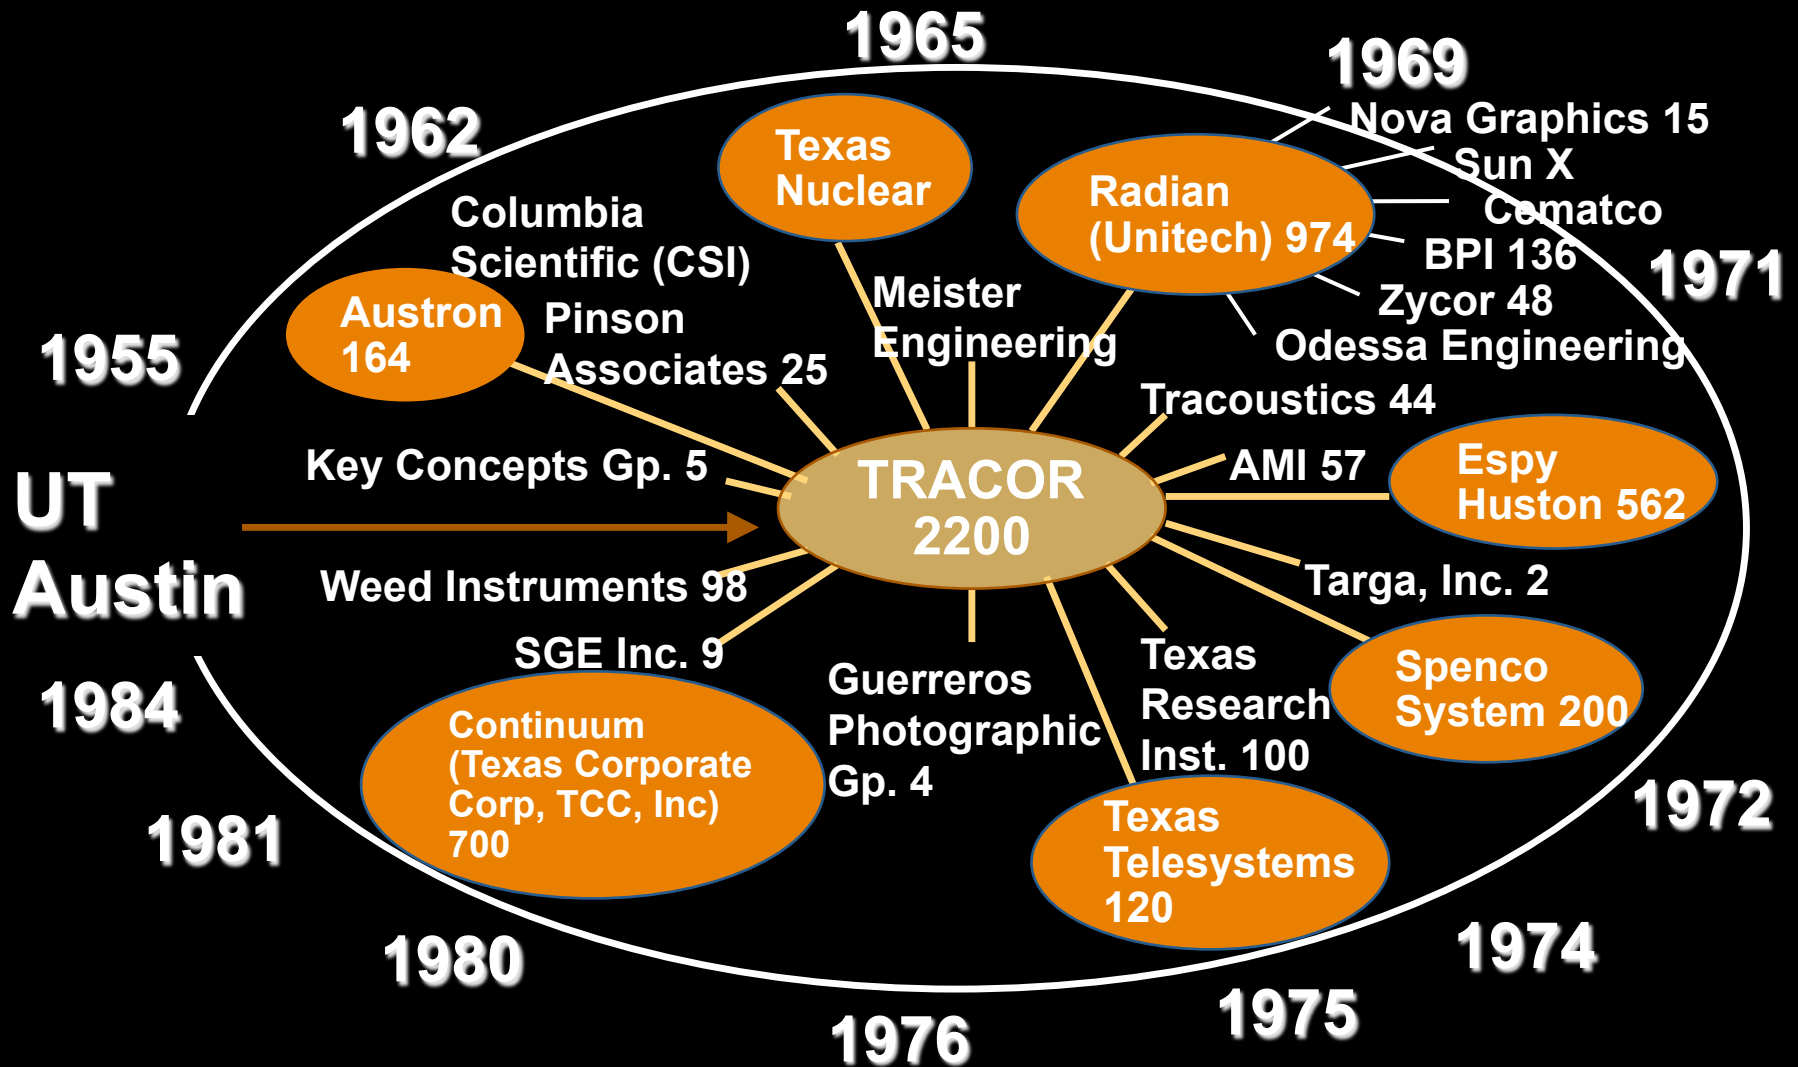 1965
1969
1962
Nova Graphics 15
Sun X
Cematco
BPI 136
Zycor 48
Odessa Engineering
Texas
Nuclear
Radian
(Unitech) 974
Columbia
Scientific (CSI)
1971
Meister
Engineering
Austron
164
Pinson
Associates 25
1955
Tracoustics 44
Key Concepts Gp. 5
TRACOR
2200
AMI 57
Espy
Huston 562
UT
Austin
Weed Instruments 98
Targa, Inc. 2
SGE Inc. 9
Guerreros
Photographic
Gp. 4
Texas
Research
Inst. 100
Spenco
System 200
1984
Continuum
(Texas Corporate
Corp, TCC, Inc)
700
Texas
Telesystems
120
1972
1981
1980
1974
1975
1976